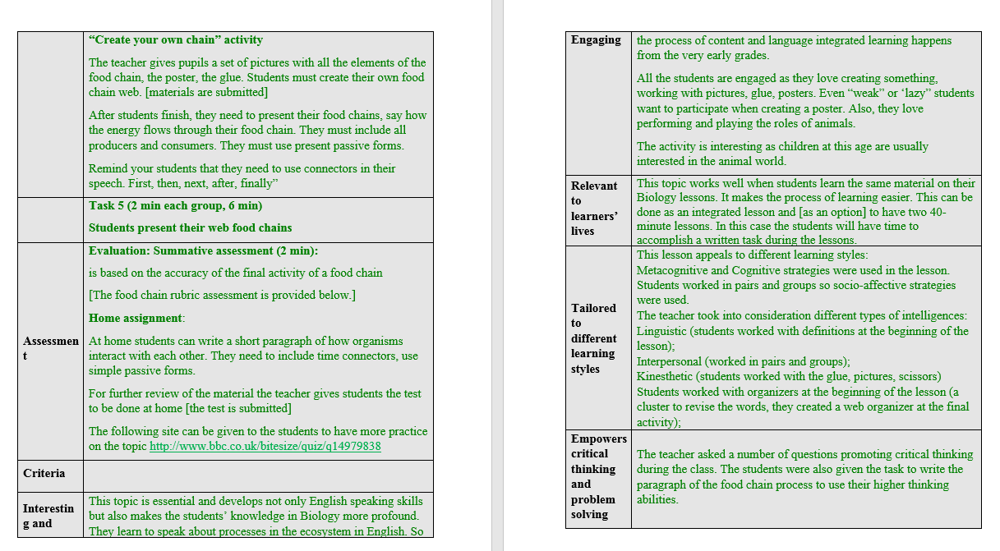 “Create your own chain” activity
The teacher gives pupils a set of pictures with all the elements of the
food chain, the poster, the glue. Students must create their own food
chain web. [materials are submitted]
After students finish, they need to present their food chains, say how
the energy flows through their food chain. They must include all
producers and consumers. They must use present passive forms.
Remind your students that they need to use connectors in their
speech. First, then, next, after, finally”
Task 5 (2 min each group, 6 min)
Students present their web food chains
Assessmen
t
Evaluation: Summative assessment (2 min):
is based on the accuracy of the final activity of a food chain
[The food chain rubric assessment is provided below.]
Home assignment:
At home students can write a short paragraph of how organisms
interact with each other. They need to include time connectors, use
simple passive forms.
For further review of the material the teacher gives students the test
to be done at home [the test is submitted]
The following site can be given to the students to have more practice
on the topic http://www.bbc.co.uk/bitesize/quiz/q14979838
Criteria
Interestin
g and
This topic is essential and develops not only English speaking skills
but also makes the students’ knowledge in Biology more profound.
They learn to speak about processes in the ecosystem in English. So
Engaging
the process of content and language integrated learning happens
from the very early grades.
All the students are engaged as they love creating something,
working with pictures, glue, posters. Even “weak” or ‘lazy” students
want to participate when creating a poster. Also, they love
performing and playing the roles of animals.
The activity is interesting as children at this age are usually
interested in the animal world.
Relevant
to
learners’
lives
This topic works well when students learn the same material on their
Biology lessons. It makes the process of learning easier. This can be
done as an integrated lesson and [as an option] to have two 40-
minute lessons. In this case the students will have time to
accomplish a written task during the lessons.
Tailored
to
different
learning
styles
This lesson appeals to different learning styles:
Metacognitive and Cognitive strategies were used in the lesson.
Students worked in pairs and groups so socio-affective strategies
were used.
The teacher took into consideration different types of intelligences:
Linguistic (students worked with definitions at the beginning of the
lesson);
Interpersonal (worked in pairs and groups);
Kinesthetic (students worked with the glue, pictures, scissors)
Students worked with organizers at the beginning of the lesson (a
cluster to revise the words, they created a web organizer at the final
activity);
Empowers
critical
thinking
and
problem
solving
The teacher asked a number of questions promoting critical thinking
during the class. The students were also given the task to write the
paragraph of the food chain process to use their higher thinking
abilities.